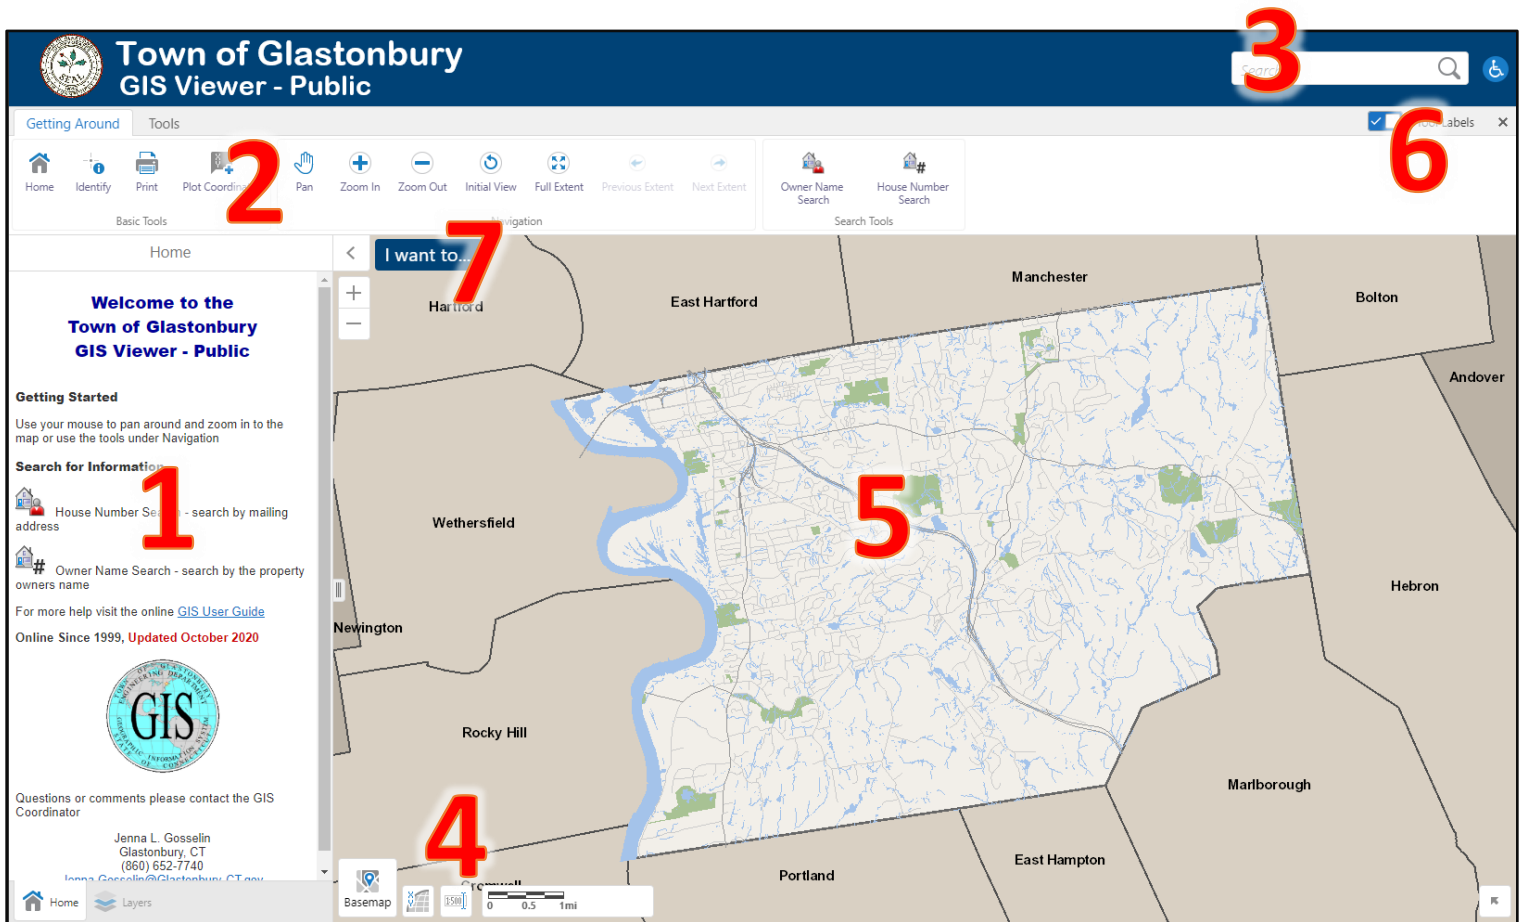 Town of Glastonbury
GIS Viewer - Public
3
Getting Around
Tools
Labels
6
Home
Identify
Print
Plot
2
Pan
Zoom In
Zoom Out
Initial View
Full Extent
Previous Extent
Next Extent
Owner Name
Search
House Number
Search
Basic Tools
Navigation
Search Tools
7
Home
I want to...
Welcome to the
Town of Glastonbury
GIS Viewer - Public
Getting Started
Use your mouse to pan around and zoom in to the
map or use the tools under Navigation
Search for Information
1
House Number Search - search by mailing
address
Owner Name Search - search by the property
owners name
For more help visit the online GIS User Guide
Online Since 1999, Updated October 2020
GIS
Questions or comments please contact the GIS
Coordinator
Jenna L. Gosselin
Glastonbury, CT
(860) 652-7740
Jenna.Gosselin@Glastonbury-CT.gov
Home
Layers
Hartford
East Hartford
Manchester
Bolton
Andover
Wethersfield
5
Hebron
Newington
Rocky Hill
Marlborough
4
East Hampton
Portland
Cromwell
Basemap
0 0.5 1mi